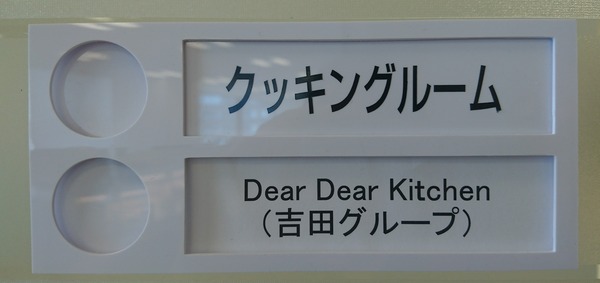 クッキングルーム
Dear Dear Kitchen
（吉田グループ）